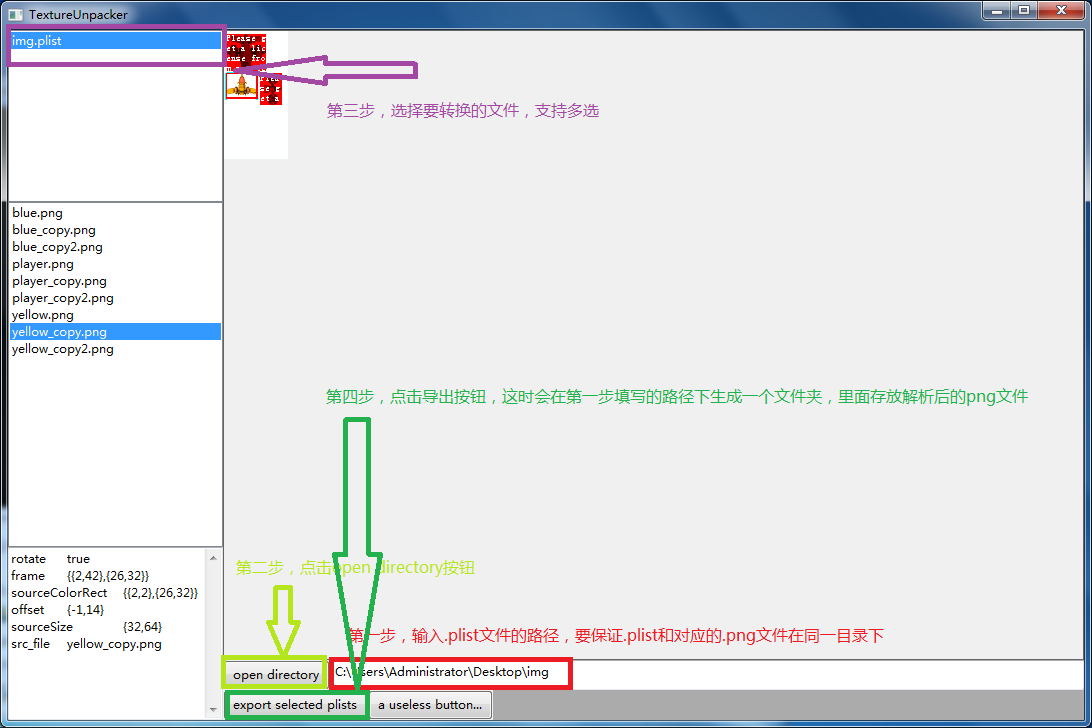 TextureUnpacker
img.plist
Please g
et a lic
ense fro
se r
et a
第三步，选择要转换的文件，支持多选
blue.png
blue_copy.png
blue_copy2.png
player.png
player_copy.png
player_copy2.png
yellow.png
yellow_copy.png
yellow_copy2.png
第四步，点击导出按钮，这时会在第一步填写的路径下生成一个文件夹，里面存放解析后的png文件
rotate true
frame {{2,42},{26,32}}
sourceColorRect {{2,2},{26,32}}
offset {-1,14}
sourceSize {32,64}
src_file yellow_copy.png
第二步，点击open directory按钮
第一步，输入.plist文件的路径，要保证.plist和对应的.png文件在同一目录下
open directory C:\Users\Administrator\Desktop\img
export selected plists a useless button...